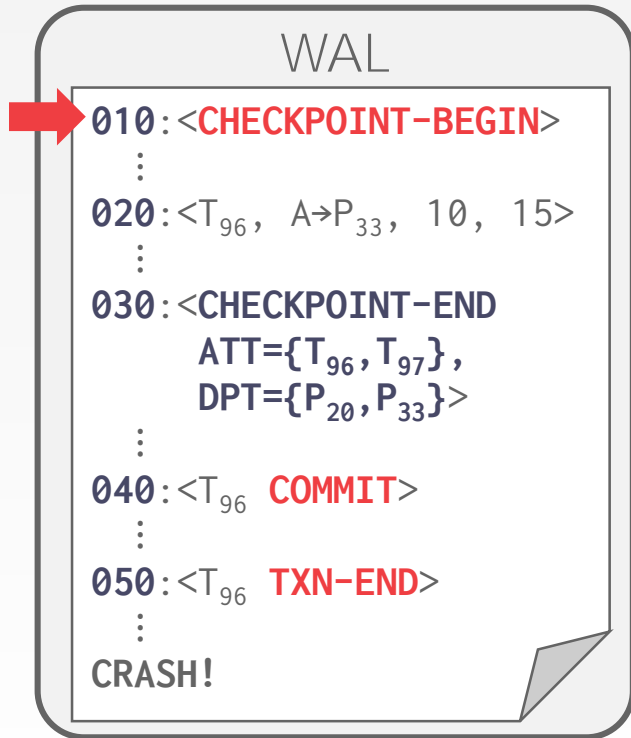 WAL
010:<CHECKPOINT-BEGIN>
⋮
020:<T₉₆, A→P₃₃, 10, 15>
⋮
030:<CHECKPOINT-END
ATT={T₉₆,T₉₇},
DPT={P₂₀,P₃₃}>
⋮
040:<T₉₆ COMMIT>
⋮
050:<T₉₆ TXN-END>
⋮
CRASH!